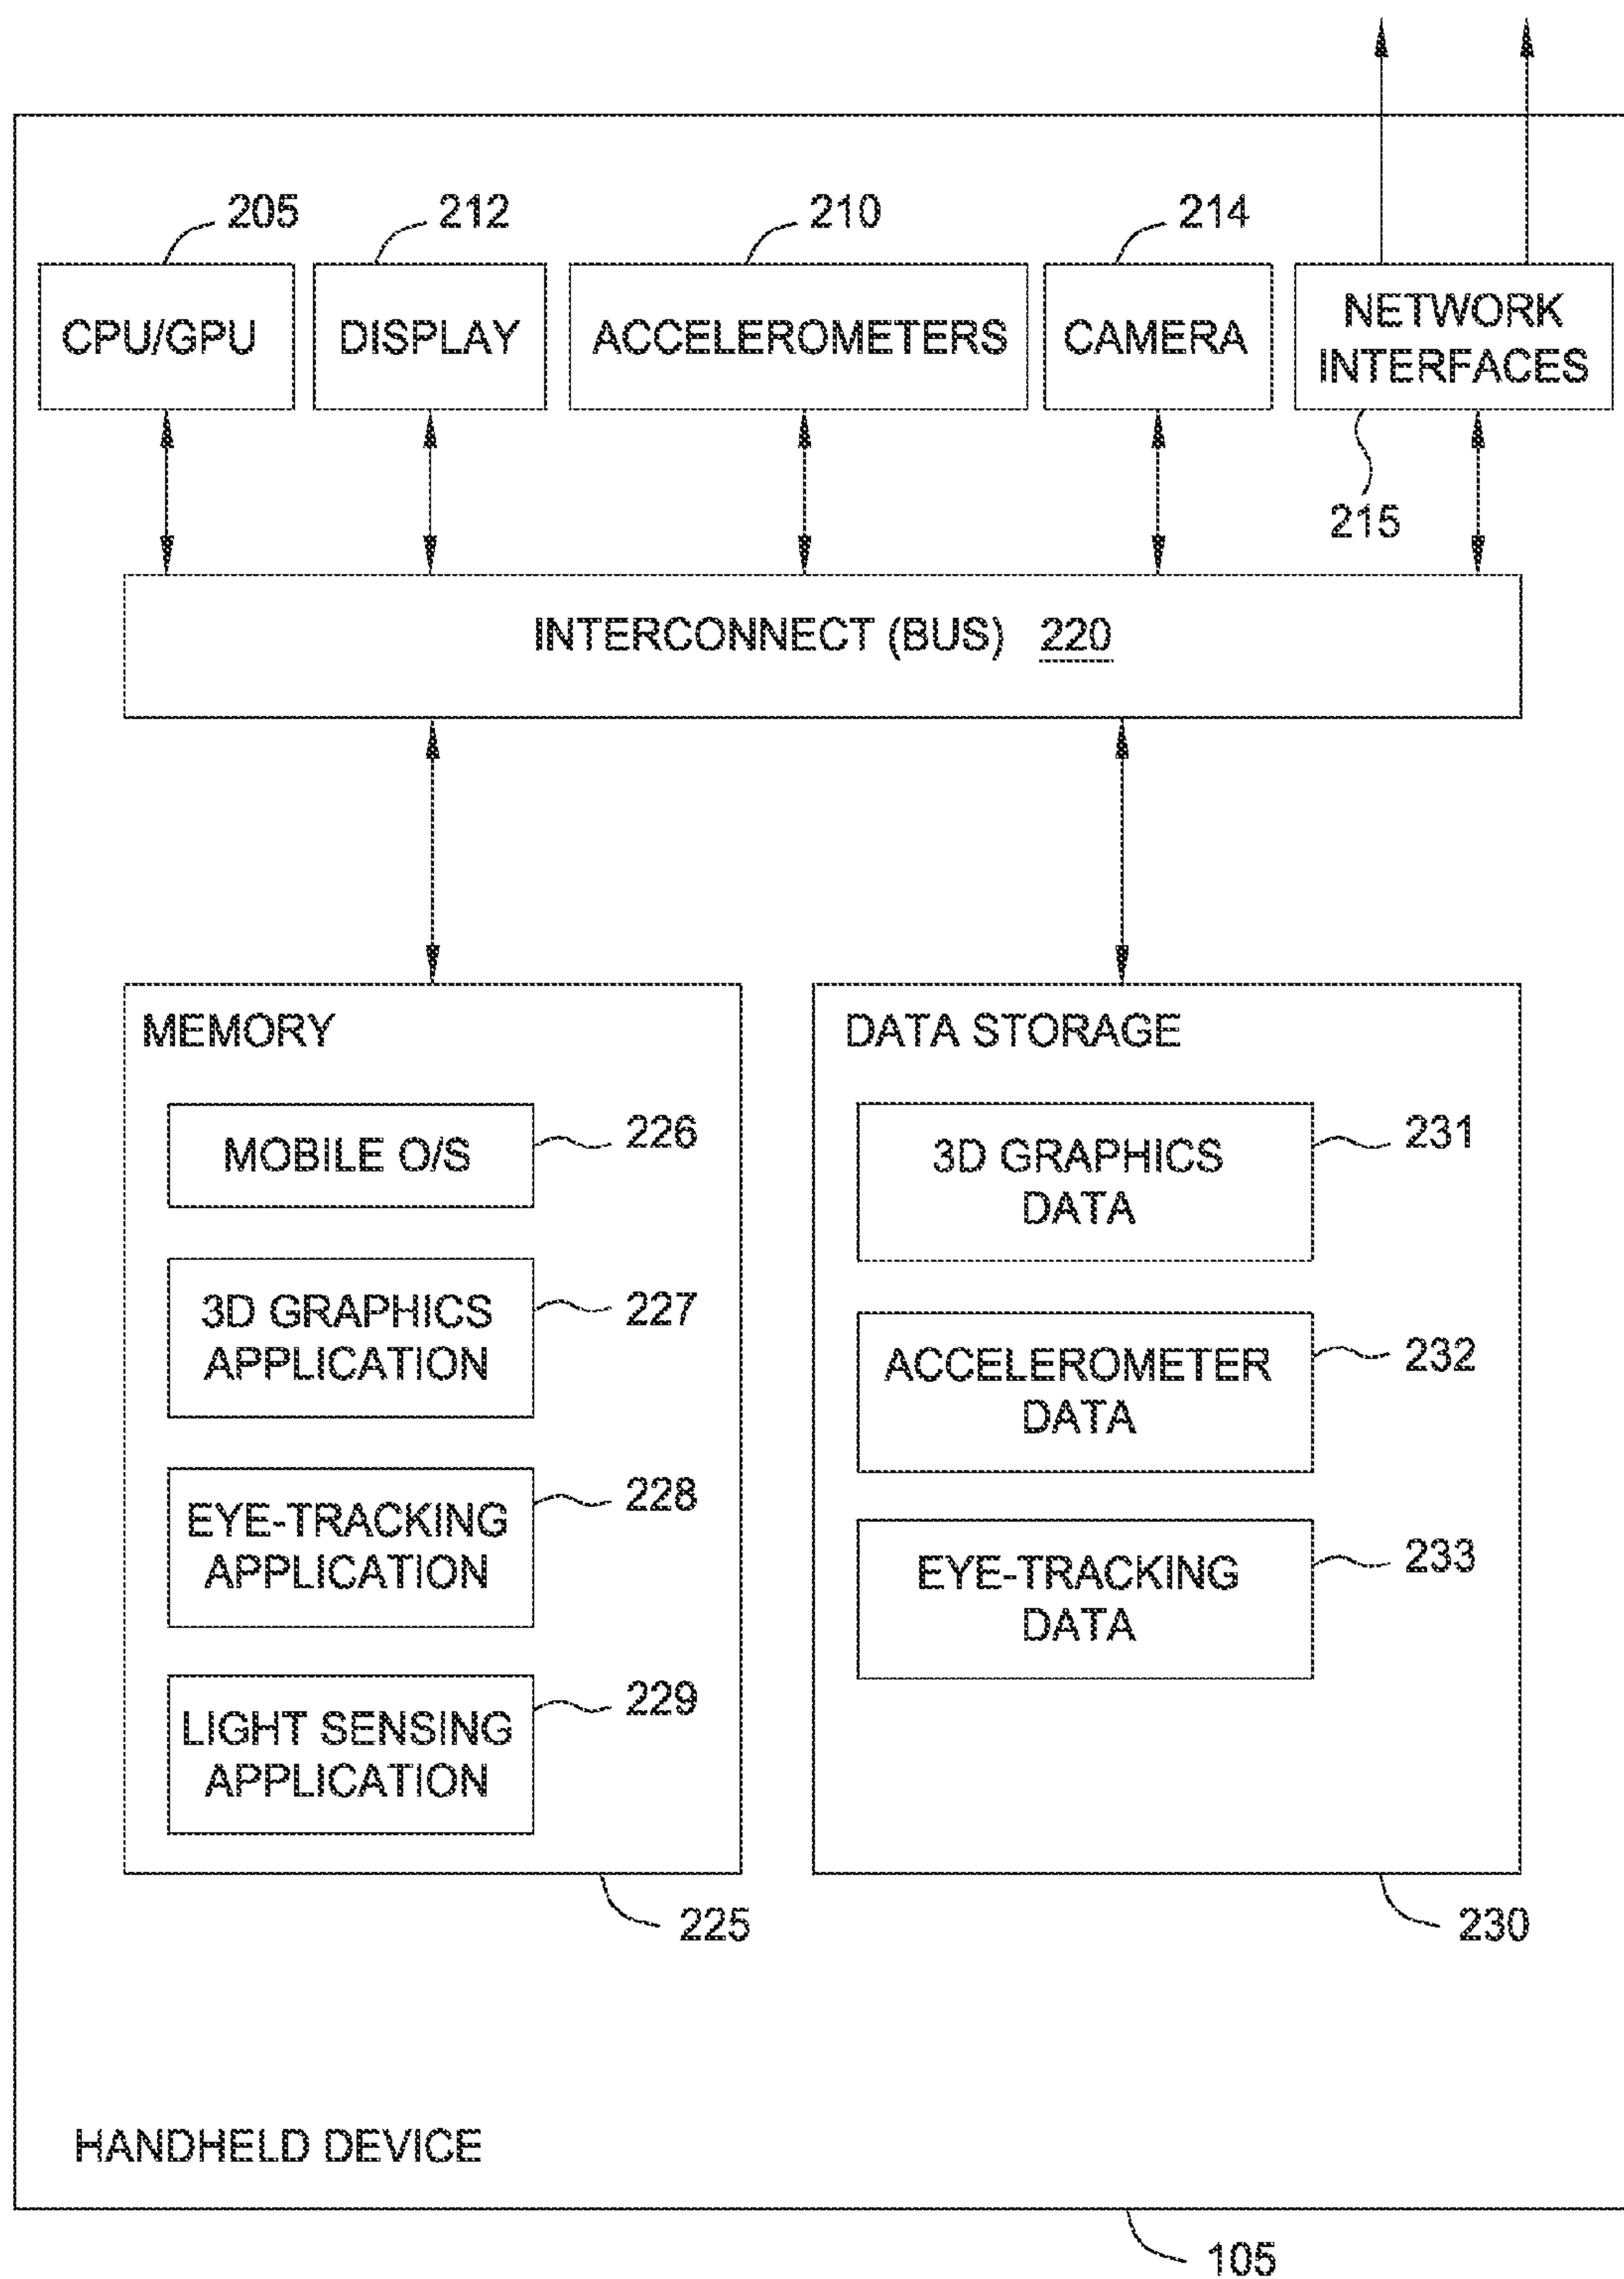 205
212
210
214
CPU/GPU
DISPLAY
ACCELEROMETERS
CAMERA
NETWORK
INTERFACES
215
INTERCONNECT (BUS) 220
MEMORY
MOBILE O/S
226
3D GRAPHICS
APPLICATION
227
EYE-TRACKING
APPLICATION
228
LIGHT SENSING
APPLICATION
229
225
DATA STORAGE
3D GRAPHICS
DATA
231
ACCELEROMETER
DATA
232
EYE-TRACKING
DATA
233
230
HANDHELD DEVICE
105